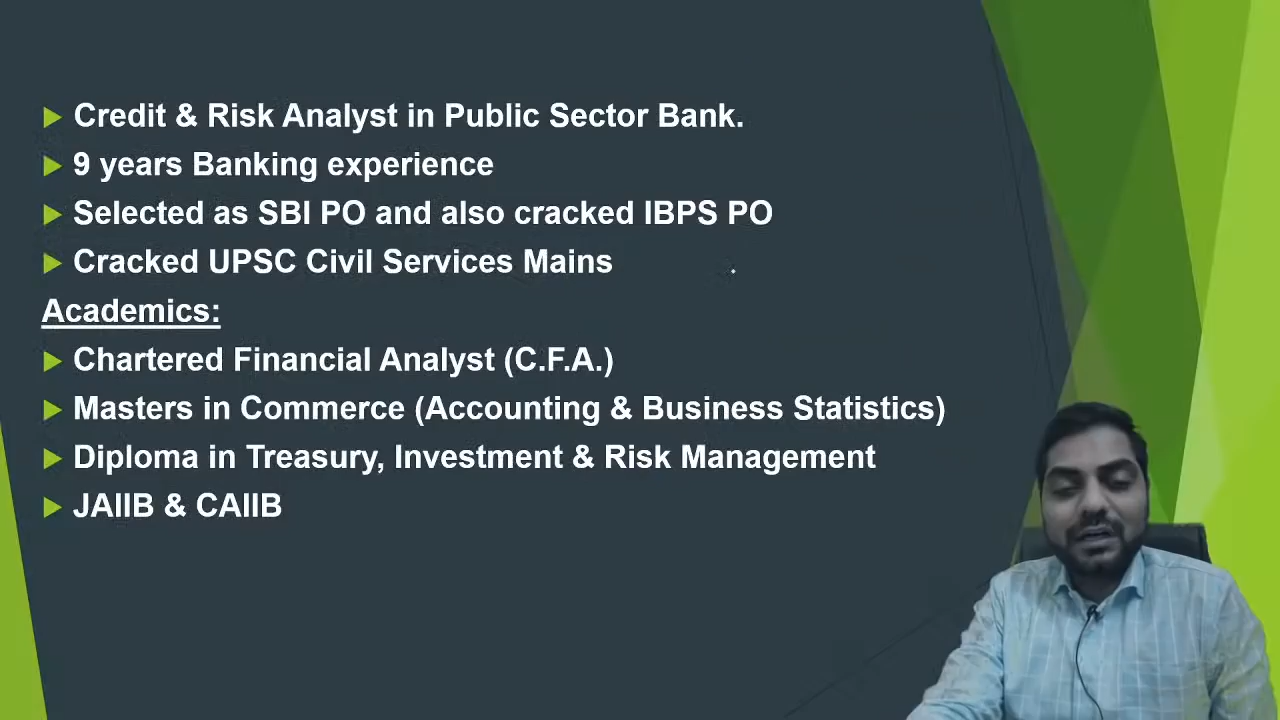 Credit & Risk Analyst in Public Sector Bank.
9 years Banking experience
Selected as SBI PO and also cracked IBPS PO
Cracked UPSC Civil Services Mains
Academics:
Chartered Financial Analyst (C.F.A.)
Masters in Commerce (Accounting & Business Statistics)
Diploma in Treasury, Investment & Risk Management
JAIIB & CAIIB